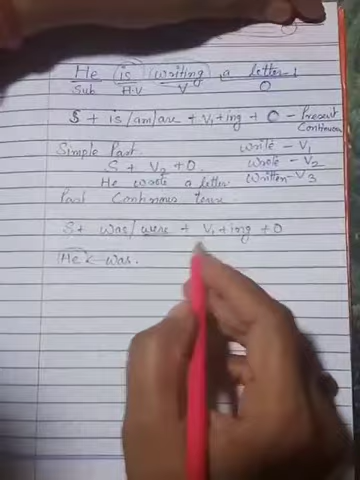 He is writing a letter.
Sub H.V V O
S + is/am/are + V1 + ing + O - Present Continuous
Simple Past. write - V1
S + V2 + O. wrote - V2
He wrote a letter written - V3
Past Continous tense
S + was/were + V1 + ing + O
He was.